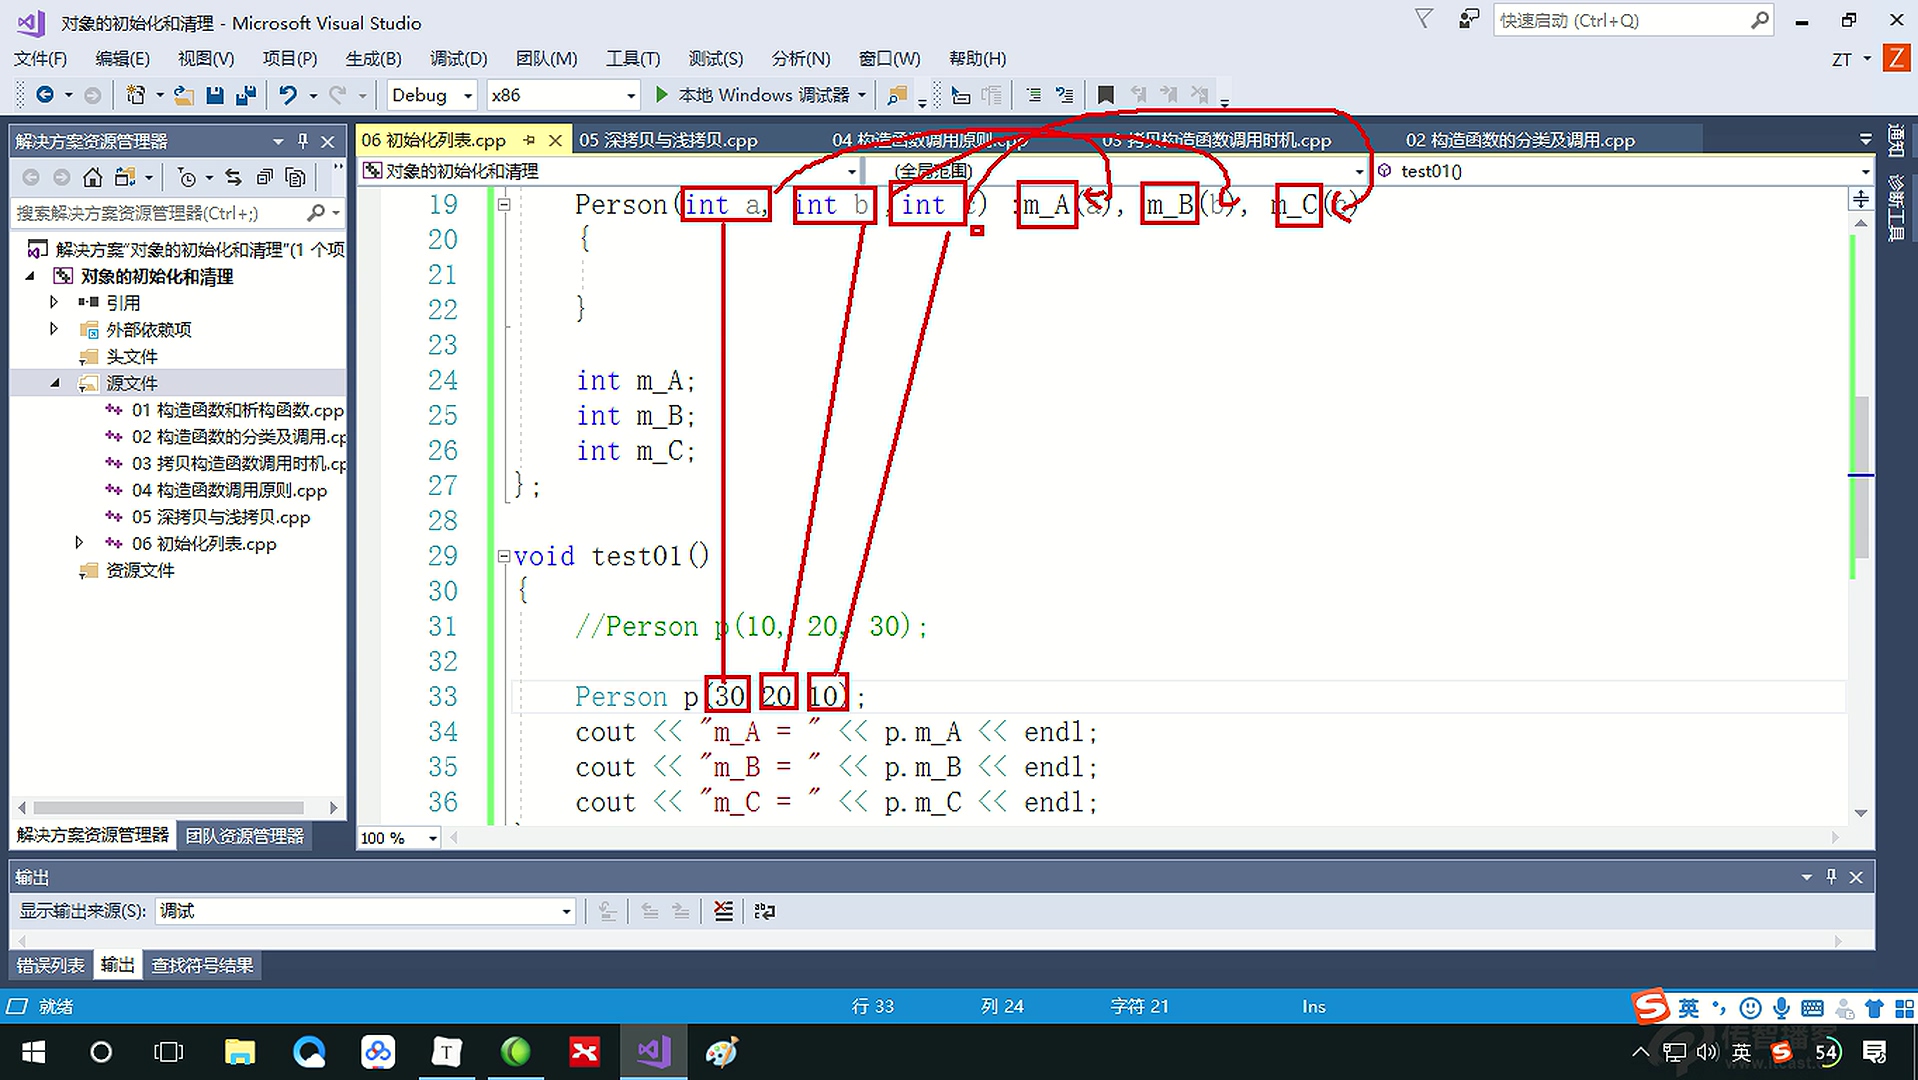 对象的初始化和清理 - Microsoft Visual Studio
快速启动 (Ctrl+Q)
文件(F) 编辑(E) 视图(V) 项目(P) 生成(B) 调试(D) 团队(M) 工具(T) 测试(S) 分析(N) 窗口(W) 帮助(H)
ZT Z
Debug x86 本地 Windows 调试器
解决方案资源管理器
06 初始化列表.cpp 05 深拷贝与浅拷贝.cpp 04 构造函数调用原则.cpp 03 拷贝构造函数调用时机.cpp 02 构造函数的分类及调用.cpp
通知
诊断工具
对象的初始化和清理 (全局范围) test01()
搜索解决方案资源管理器(Ctrl+;)
解决方案"对象的初始化和清理"(1 个项
对象的初始化和清理
引用
外部依赖项
头文件
源文件
01 构造函数和析构函数.cpp
02 构造函数的分类及调用.cp
03 拷贝构造函数调用时机.cp
04 构造函数调用原则.cpp
05 深拷贝与浅拷贝.cpp
06 初始化列表.cpp
资源文件
解决方案资源管理器 团队资源管理器
19 Person(int a, int b ,int c) :m_A(a), m_B(b), m_C(c)
20 {
21
22 }
23
24 int m_A;
25 int m_B;
26 int m_C;
27 };
28
29 void test01()
30 {
31 //Person p(10, 20, 30);
32
33 Person p(30 20 10);
34 cout << "m_A = " << p.m_A << endl;
35 cout << "m_B = " << p.m_B << endl;
36 cout << "m_C = " << p.m_C << endl;
100 %
输出
显示输出来源(S): 调试
错误列表 输出 查找符号结果
就绪 行 33 列 24 字符 21 Ins
英
T
英 54
传智播客
www.itcast.